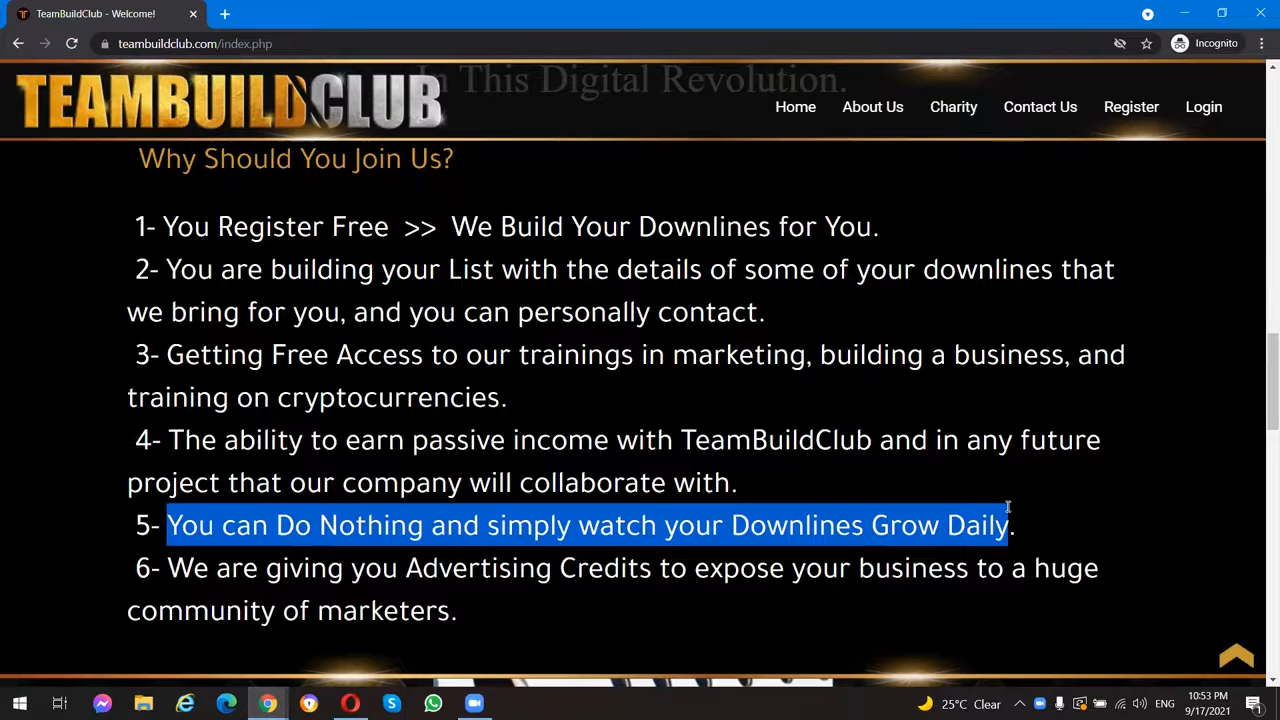 TeamBuildClub - Welcome!
teambuildclub.com/index.php
Incognito
In This Digital Revolution.
TEAMBUILDCLUB
Home About Us Charity Contact Us Register Login
Why Should You Join Us?
1- You Register Free >> We Build Your Downlines for You.
2- You are building your List with the details of some of your downlines that
we bring for you, and you can personally contact.
3- Getting Free Access to our trainings in marketing, building a business, and
training on cryptocurrencies.
4- The ability to earn passive income with TeamBuildClub and in any future
project that our company will collaborate with.
5- You can Do Nothing and simply watch your Downlines Grow Daily.
6- We are giving you Advertising Credits to expose your business to a huge
community of marketers.
25°C Clear
ENG
10:53 PM
9/17/2021
1